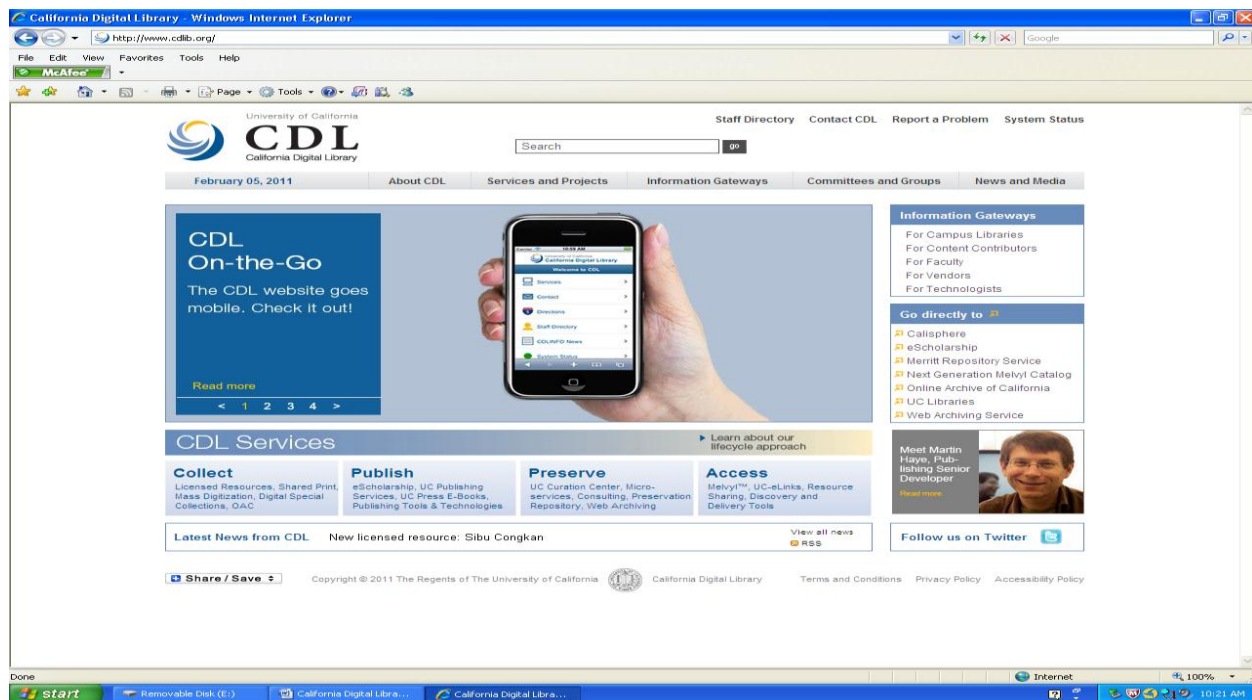 California Digital Library - Windows Internet Explorer
http://www.cdlib.org/
Google
File Edit View Favorites Tools Help
McAfee
Page Tools
University of California
CDL
California Digital Library
Staff Directory Contact CDL Report a Problem System Status
Search
go
February 05, 2011 About CDL Services and Projects Information Gateways Committees and Groups News and Media
CDL
On-the-Go
The CDL website goes
mobile. Check it out!
Read more
< 1 2 3 4 >
10:59 AM
University of California
California Digital Library
Welcome to CDL
Services
Contact
Directions
Staff Directory
CDLINFO News
System Status
Information Gateways
For Campus Libraries
For Content Contributors
For Faculty
For Vendors
For Technologists
Go directly to
Calisphere
eScholarship
Merritt Repository Service
Next Generation Melvyl Catalog
Online Archive of California
UC Libraries
Web Archiving Service
CDL Services
Learn about our
lifecycle approach
Collect
Licensed Resources, Shared Print,
Mass Digitization, Digital Special
Collections, OAC
Publish
eScholarship, UC Publishing
Services, UC Press E-Books,
Publishing Tools & Technologies
Preserve
UC Curation Center, Micro-
services, Consulting, Preservation
Repository, Web Archiving
Access
Melvyl™, UC-eLinks, Resource
Sharing, Discovery and
Delivery Tools
Meet Martin
Haye, Pub-
lishing Senior
Developer
Read more
Latest News from CDL New licensed resource: Sibu Congkan
View all news
RSS
Follow us on Twitter
Share / Save
Copyright © 2011 The Regents of The University of California California Digital Library Terms and Conditions Privacy Policy Accessibility Policy
Done Internet 100%
start Removable Disk (E:) California Digital Libra... California Digital Libra... 10:21 AM